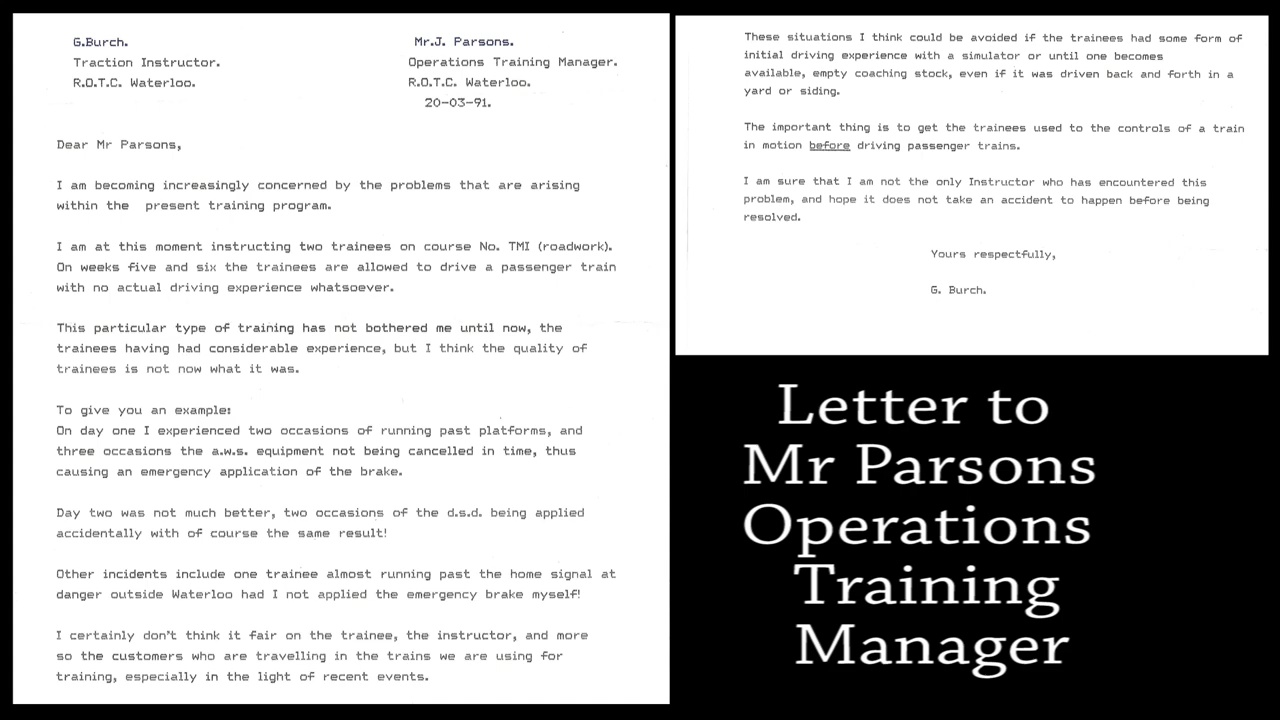 G.Burch.
Traction Instructor.
R.O.T.C. Waterloo.
Mr.J. Parsons.
Operations Training Manager.
R.O.T.C. Waterloo.
20-03-91.
Dear Mr Parsons,
I am becoming increasingly concerned by the problems that are arising
within the present training program.
I am at this moment instructing two trainees on course No. TMI (roadwork).
On weeks five and six the trainees are allowed to drive a passenger train
with no actual driving experience whatsoever.
This particular type of training has not bothered me until now, the
trainees having had considerable experience, but I think the quality of
trainees is not now what it was.
To give you an example:
On day one I experienced two occasions of running past platforms, and
three occasions the a.w.s. equipment not being cancelled in time, thus
causing an emergency application of the brake.
Day two was not much better, two occasions of the d.s.d. being applied
accidentally with of course the same result!
Other incidents include one trainee almost running past the home signal at
danger outside Waterloo had I not applied the emergency brake myself!
I certainly don't think it fair on the trainee, the instructor, and more
so the customers who are travelling in the trains we are using for
training, especially in the light of recent events.
These situations I think could be avoided if the trainees had some form of
initial driving experience with a simulator or until one becomes
available, empty coaching stock, even if it was driven back and forth in a
yard or siding.
The important thing is to get the trainees used to the controls of a train
in motion before driving passenger trains.
I am sure that I am not the only Instructor who has encountered this
problem, and hope it does not take an accident to happen before being
resolved.
Yours respectfully,
G. Burch.
Letter to
Mr Parsons
Operations
Training
Manager